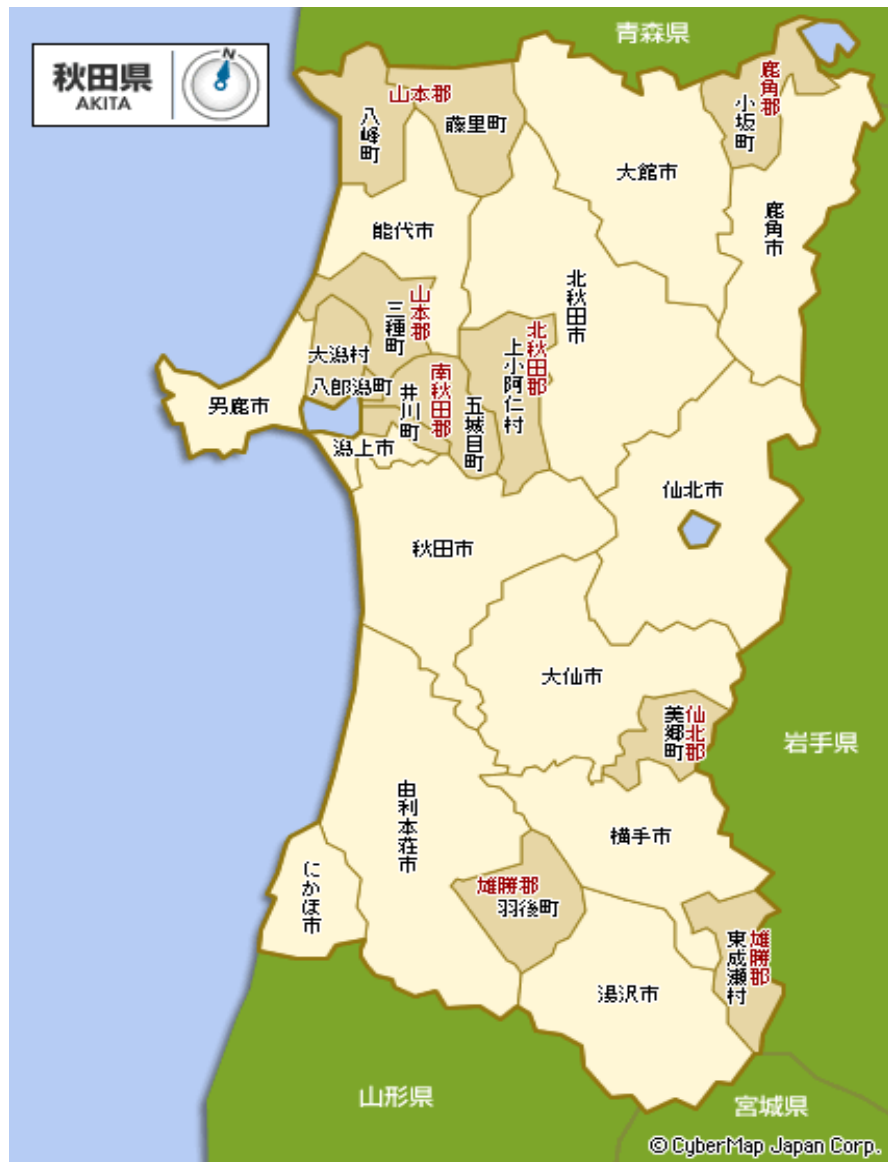 青森県
秋田県
AKITA
N
山本郡
八峰町
藤里町
鹿角郡
小坂町
大館市
鹿角市
能代市
北秋田市
山本郡
三種町
大潟村
八郎潟町
男鹿市
南秋田郡
井川町
五城目町
北秋田郡
上小阿仁村
潟上市
仙北市
秋田市
大仙市
仙北郡
美郷町
岩手県
由利本荘市
横手市
にかほ市
雄勝郡
羽後町
雄勝郡
東成瀬村
湯沢市
山形県
宮城県
© CyberMap Japan Corp.